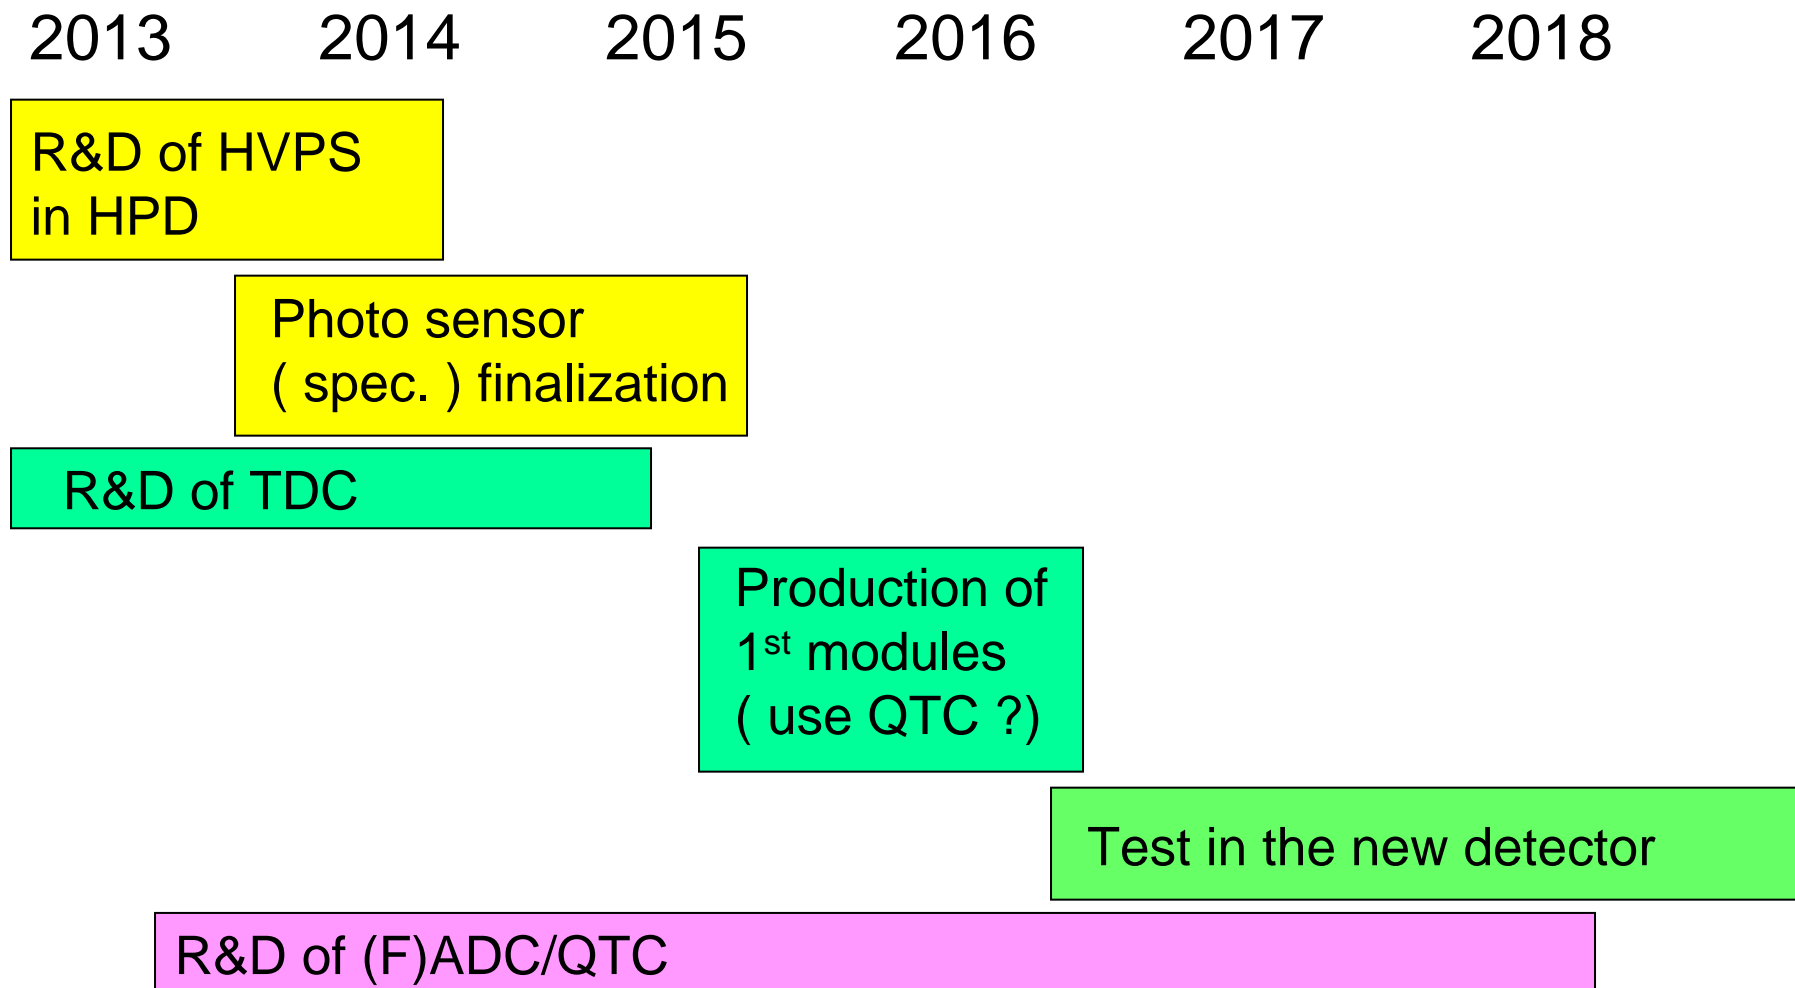 2013 2014 2015 2016 2017 2018
R&D of HVPS
in HPD
Photo sensor
( spec. ) finalization
R&D of TDC
Production of
1st modules
( use QTC ?)
Test in the new detector
R&D of (F)ADC/QTC